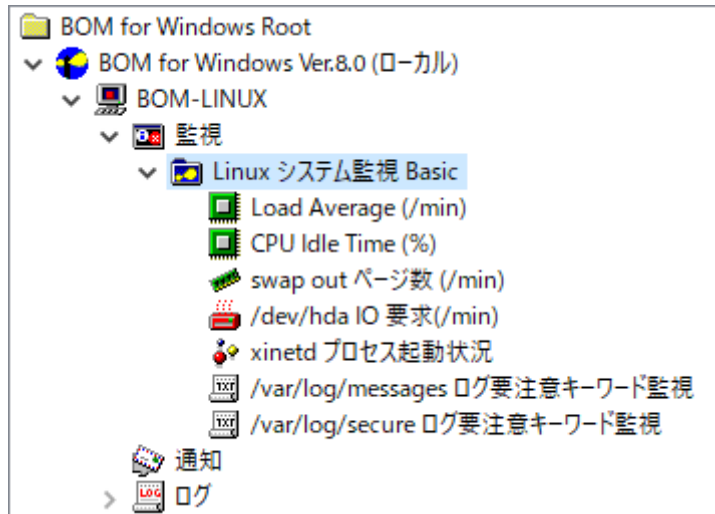 BOM for Windows Root
BOM for Windows Ver.8.0 (ローカル)
BOM-LINUX
監視
Linux システム監視 Basic
Load Average (/min)
CPU Idle Time (%)
swap out ページ数 (/min)
/dev/hda IO 要求(/min)
xinetd プロセス起動状況
TXT /var/log/messages ログ要注意キーワード監視
TXT /var/log/secure ログ要注意キーワード監視
通知
LOG ログ